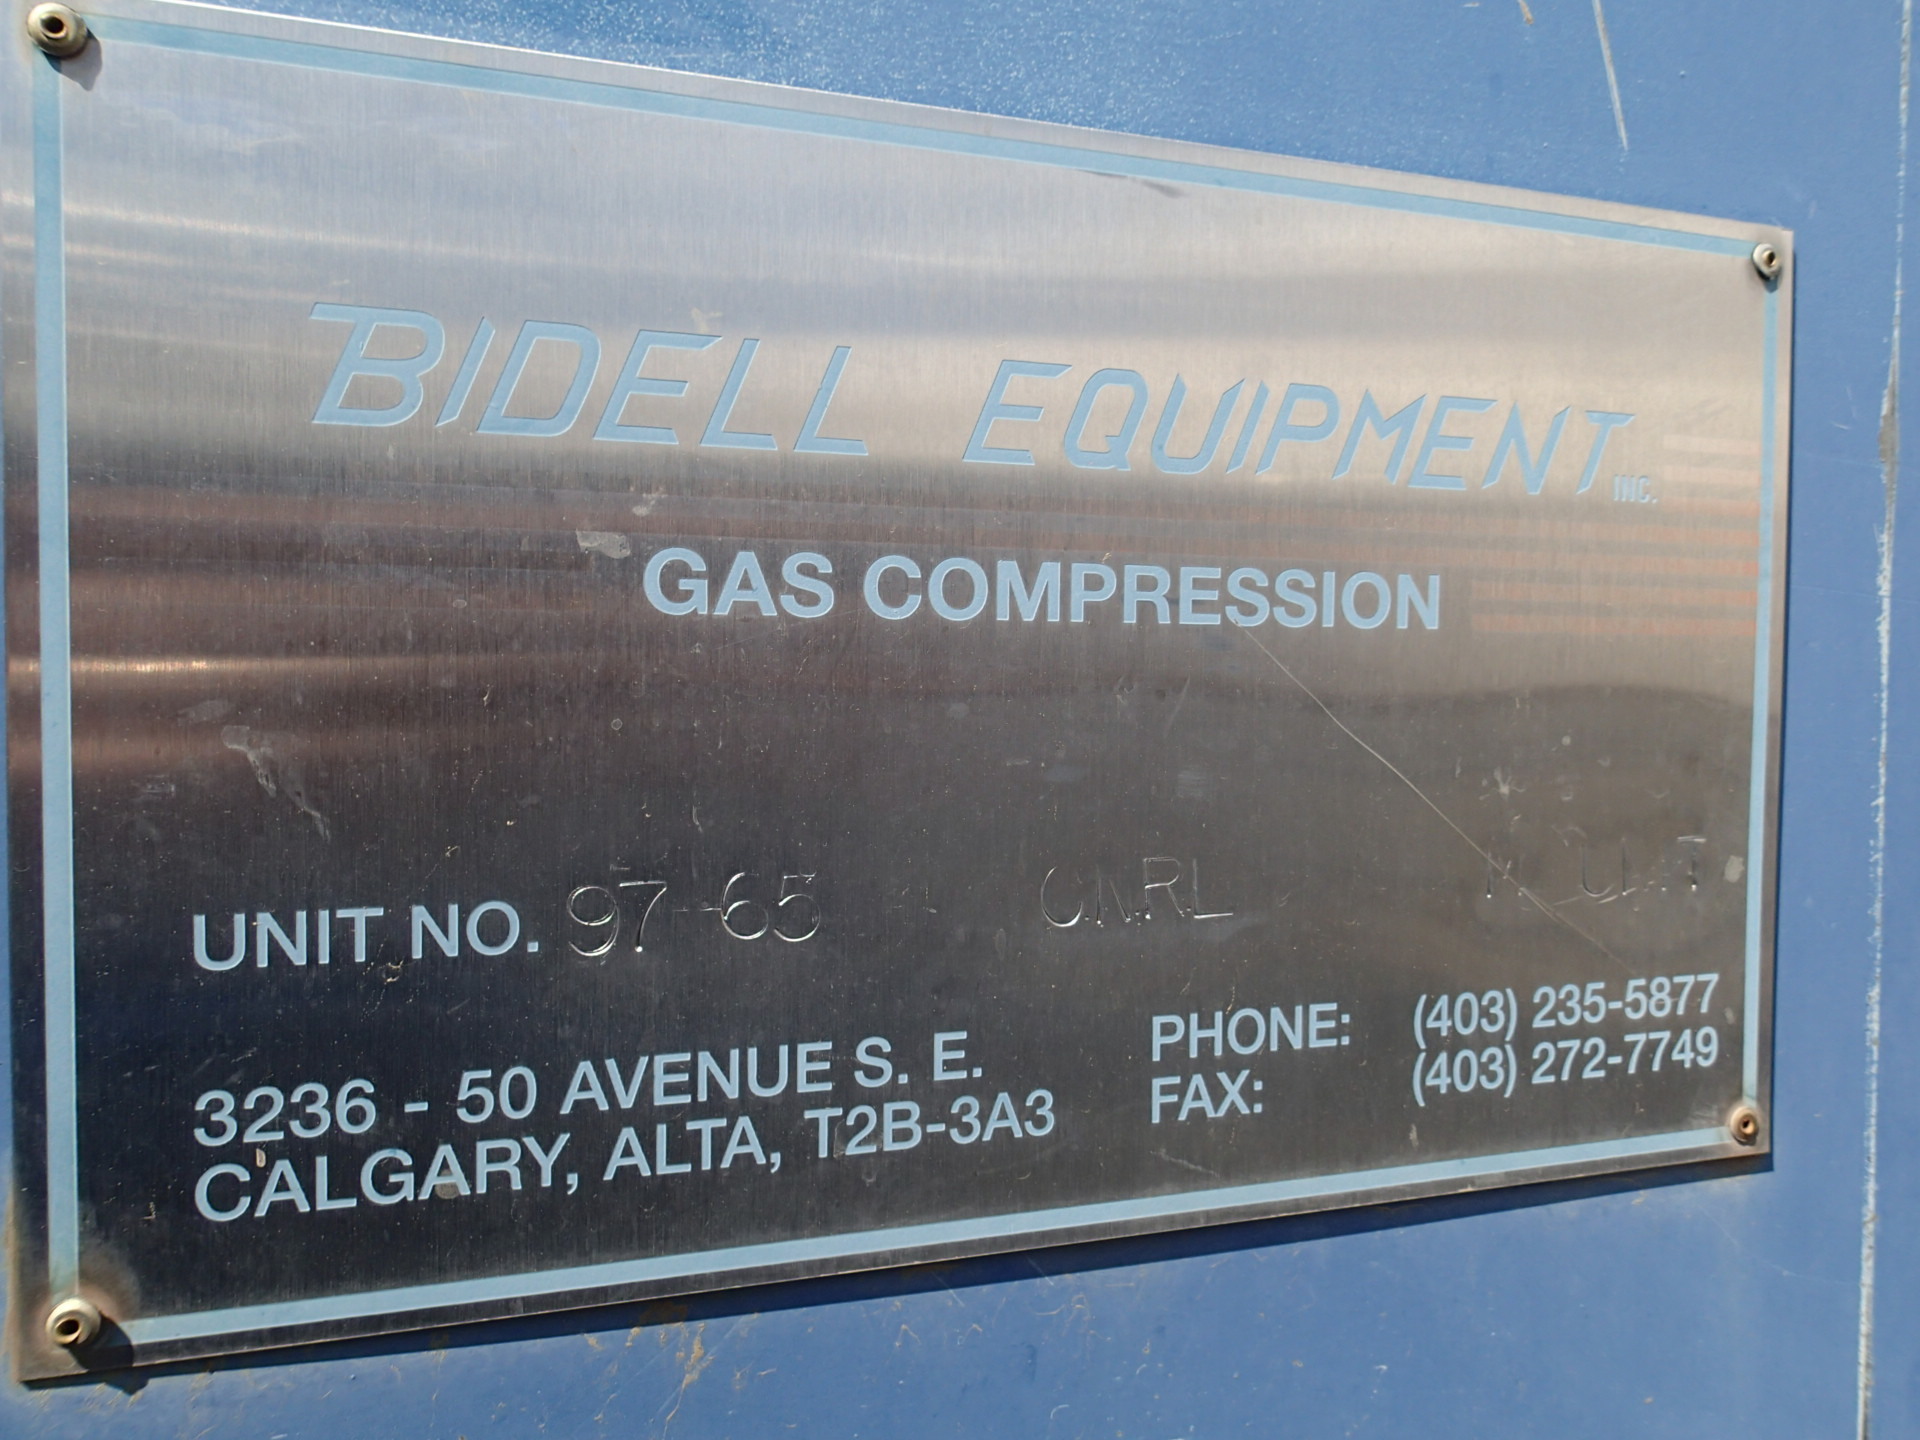 BIDELL EQUIPMENT INC.
GAS COMPRESSION
UNIT NO. 97-65 C.N.R.L
3236 - 50 AVENUE S. E.
CALGARY, ALTA, T2B-3A3
PHONE: (403) 235-5877
FAX: (403) 272-7749